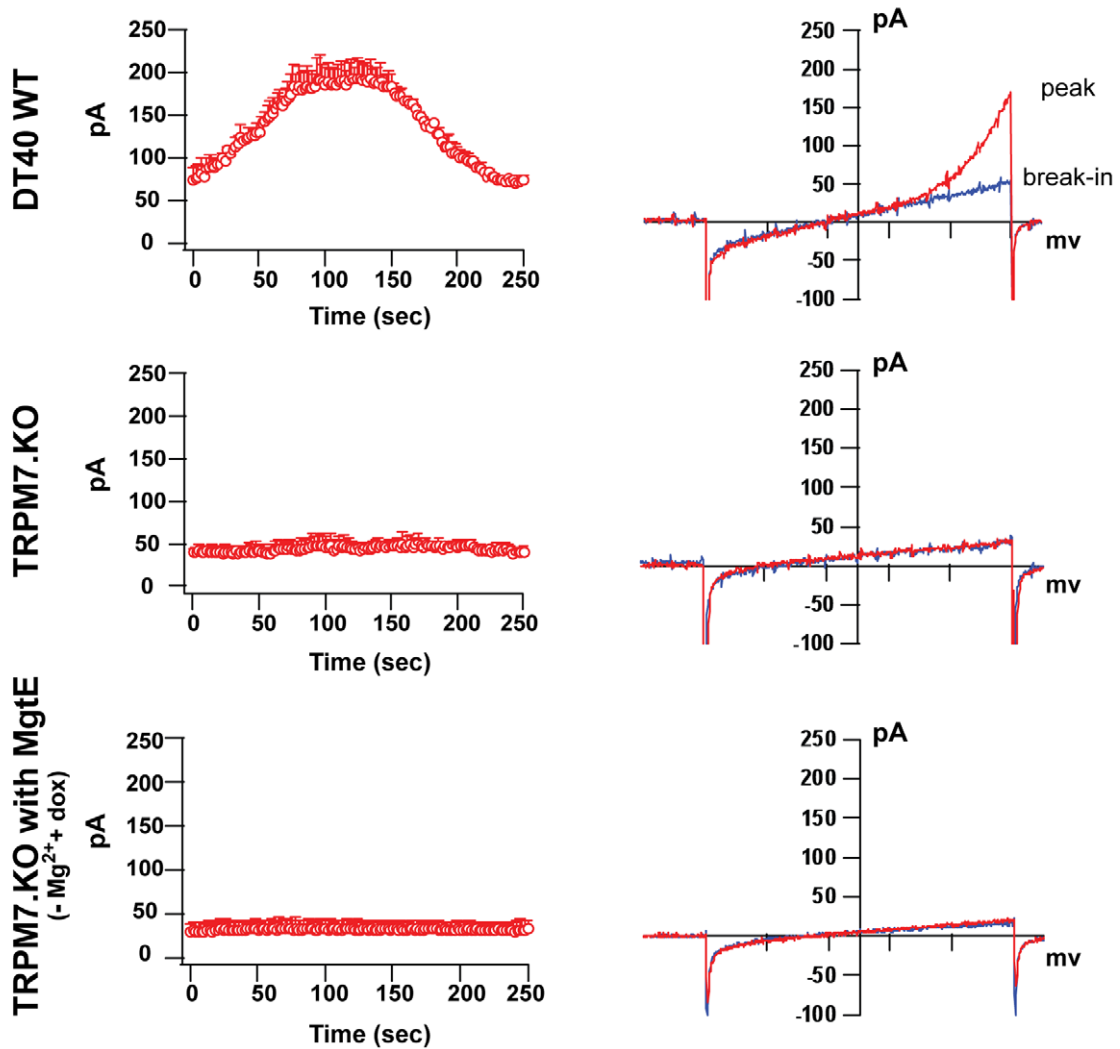 DT40 WT
pA
250
200
150
100
50
0
0 50 100 150 200 250
Time (sec)
pA
250
200
150
100
50
-50
-100
peak
break-in
mv
TRPM7.KO
pA
250
200
150
100
50
0
0 50 100 150 200 250
Time (sec)
pA
250
200
150
100
50
-50
-100
mv
TRPM7.KO with MgtE
(- Mg²⁺+ dox)
pA
250
200
150
100
50
0
0 50 100 150 200 250
Time (sec)
pA
250
200
150
100
50
-50
-100
mv